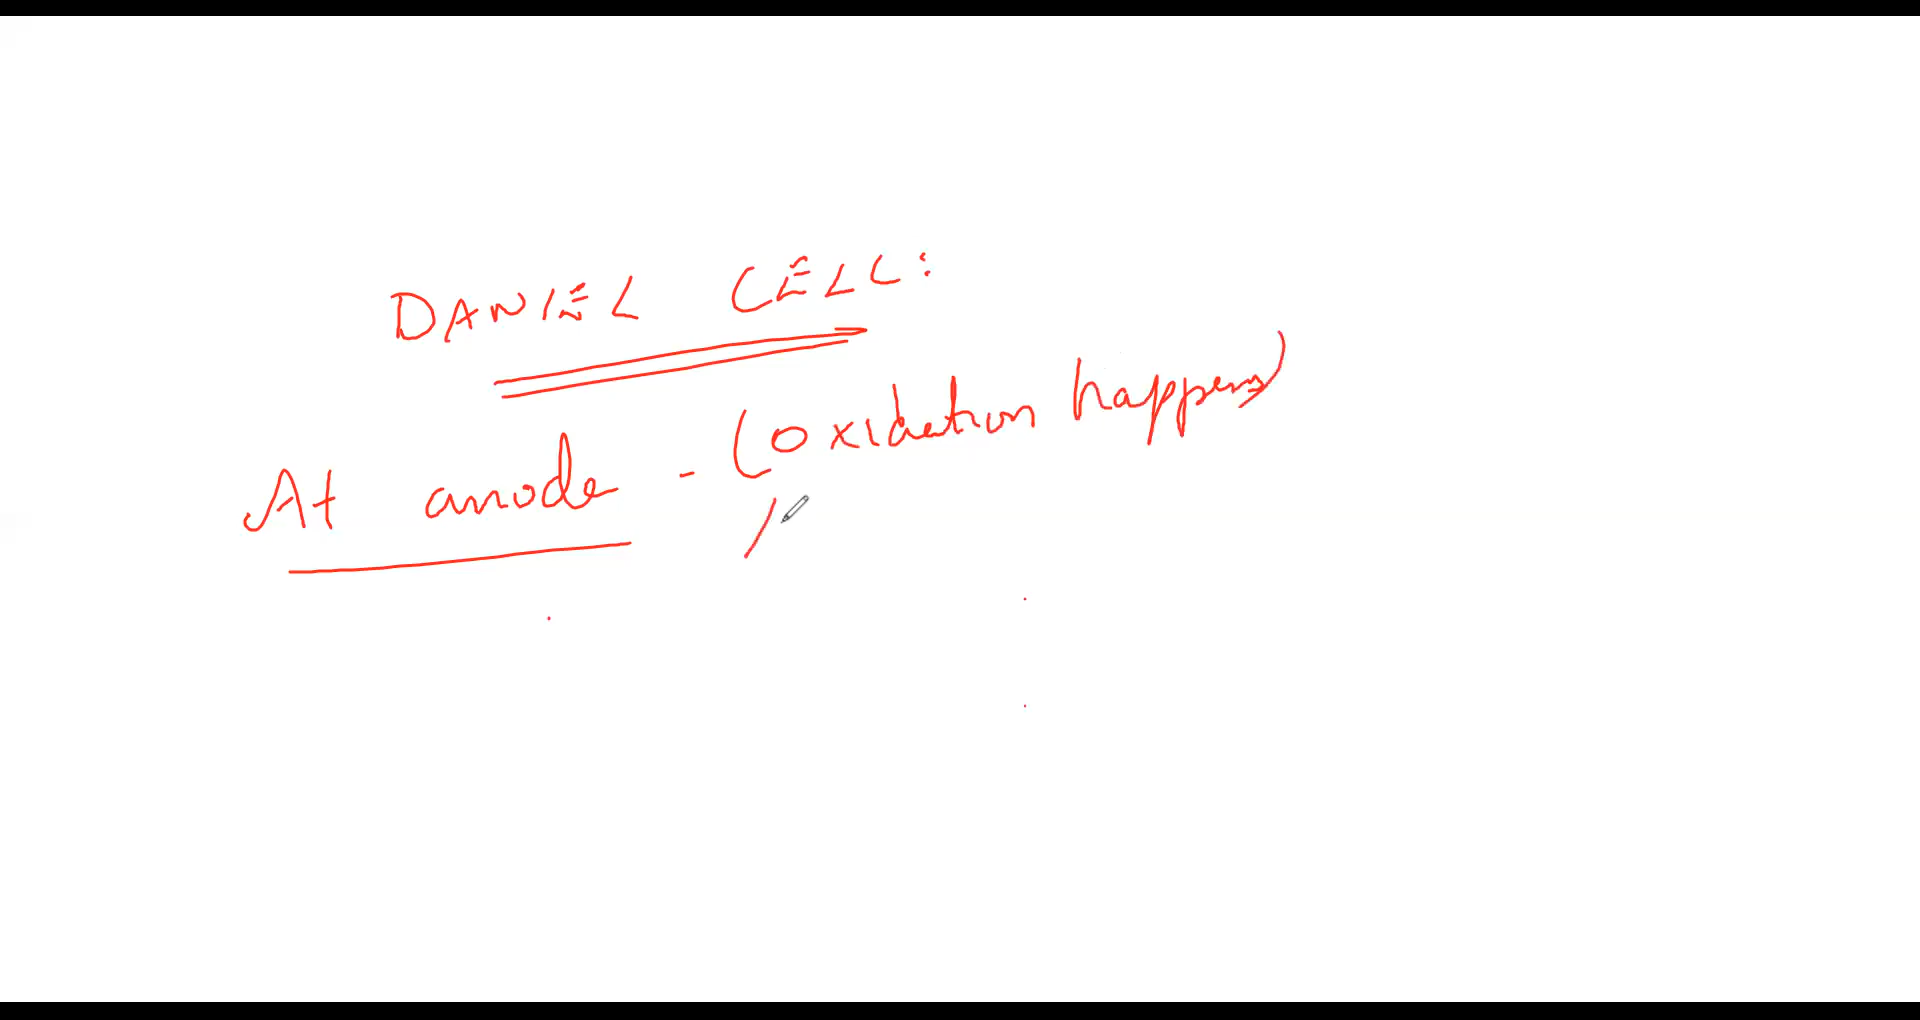 DANIEL CELL:
At anode - (oxidation happens)